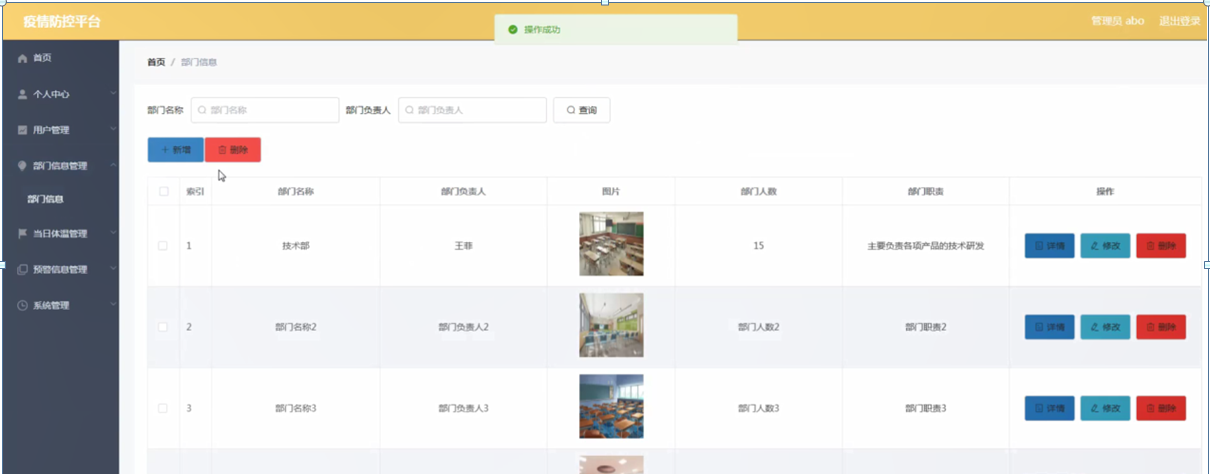 疫情防控平台
操作成功
管理员 abo 退出登录
首页
个人中心
用户管理
部门信息管理
部门信息
当日体温管理
预警信息管理
系统管理
首页 / 部门信息
部门名称 部门名称 部门负责人 部门负责人 查询
+ 新增 删除
索引 部门名称 部门负责人 图片 部门人数 部门职责 操作
1 技术部 王菲 15 主要负责各项产品的技术研发 详情 修改 删除
2 部门名称2 部门负责人2 部门人数2 部门职责2 详情 修改 删除
3 部门名称3 部门负责人3 部门人数3 部门职责3 详情 修改 删除